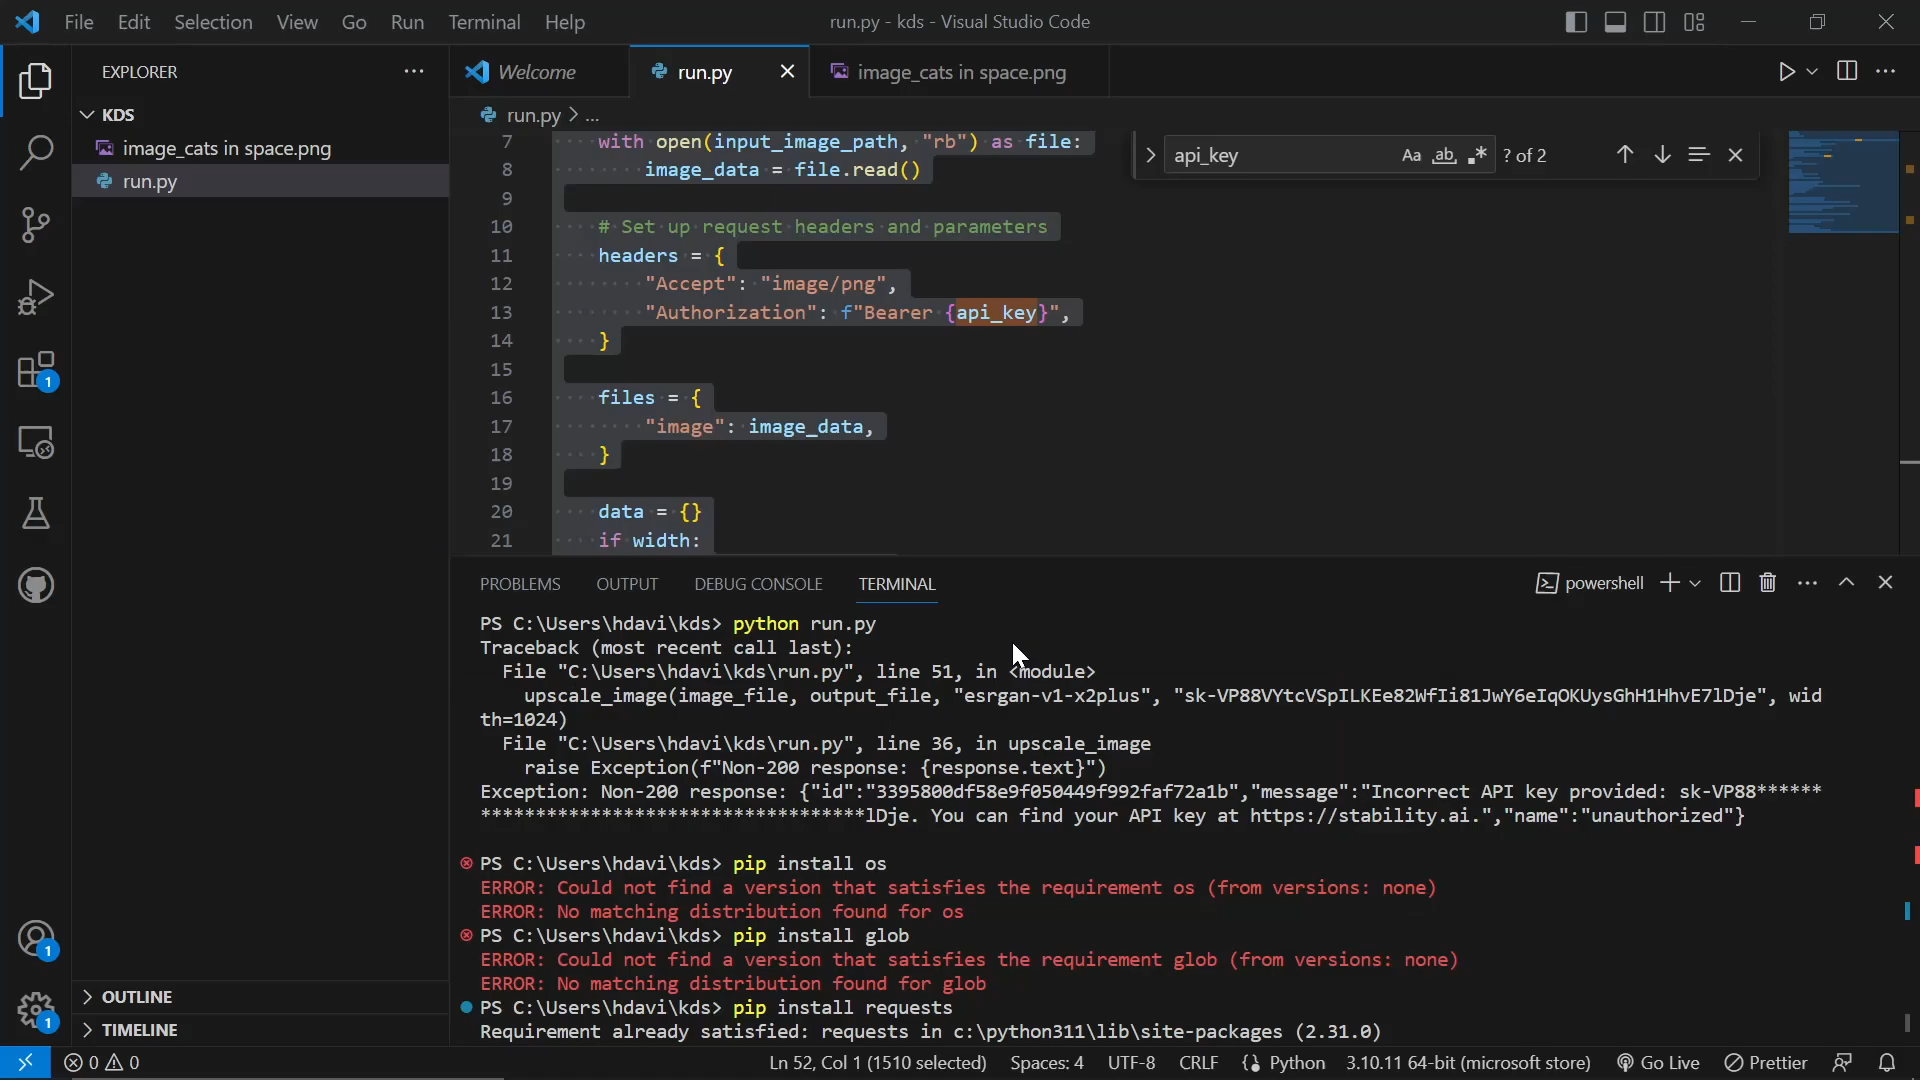 File Edit Selection View Go Run Terminal Help
run.py - kds - Visual Studio Code
EXPLORER
KDS
image_cats in space.png
run.py
OUTLINE
TIMELINE
Welcome
run.py
image_cats in space.png
run.py > ...
api_key
Aa ab .* ? of 2
7 with open(input_image_path, "rb") as file:
8 image_data = file.read()
9
10 # Set up request headers and parameters
11 headers = {
12 "Accept": "image/png",
13 "Authorization": f"Bearer {api_key}",
14 }
15
16 files = {
17 "image": image_data,
18 }
19
20 data = {}
21 if width:
PROBLEMS OUTPUT DEBUG CONSOLE TERMINAL
powershell
PS C:\Users\hdavi\kds> python run.py
Traceback (most recent call last):
File "C:\Users\hdavi\kds\run.py", line 51, in <module>
upscale_image(image_file, output_file, "esrgan-v1-x2plus", "sk-VP88VYtcVSpILKEe82WfIi81JwY6eIqOKUysGhH1HhvE7lDje", wid
th=1024)
File "C:\Users\hdavi\kds\run.py", line 36, in upscale_image
raise Exception(f"Non-200 response: {response.text}")
Exception: Non-200 response: {"id":"3395800df58e9f050449f992faf72a1b","message":"Incorrect API key provided: sk-VP88******
***********************************lDje. You can find your API key at https://stability.ai.","name":"unauthorized"}
PS C:\Users\hdavi\kds> pip install os
ERROR: Could not find a version that satisfies the requirement os (from versions: none)
ERROR: No matching distribution found for os
PS C:\Users\hdavi\kds> pip install glob
ERROR: Could not find a version that satisfies the requirement glob (from versions: none)
ERROR: No matching distribution found for glob
PS C:\Users\hdavi\kds> pip install requests
Requirement already satisfied: requests in c:\python311\lib\site-packages (2.31.0)
1
1
1
0 0 Ln 52, Col 1 (1510 selected) Spaces: 4 UTF-8 CRLF Python 3.10.11 64-bit (microsoft store) Go Live Prettier